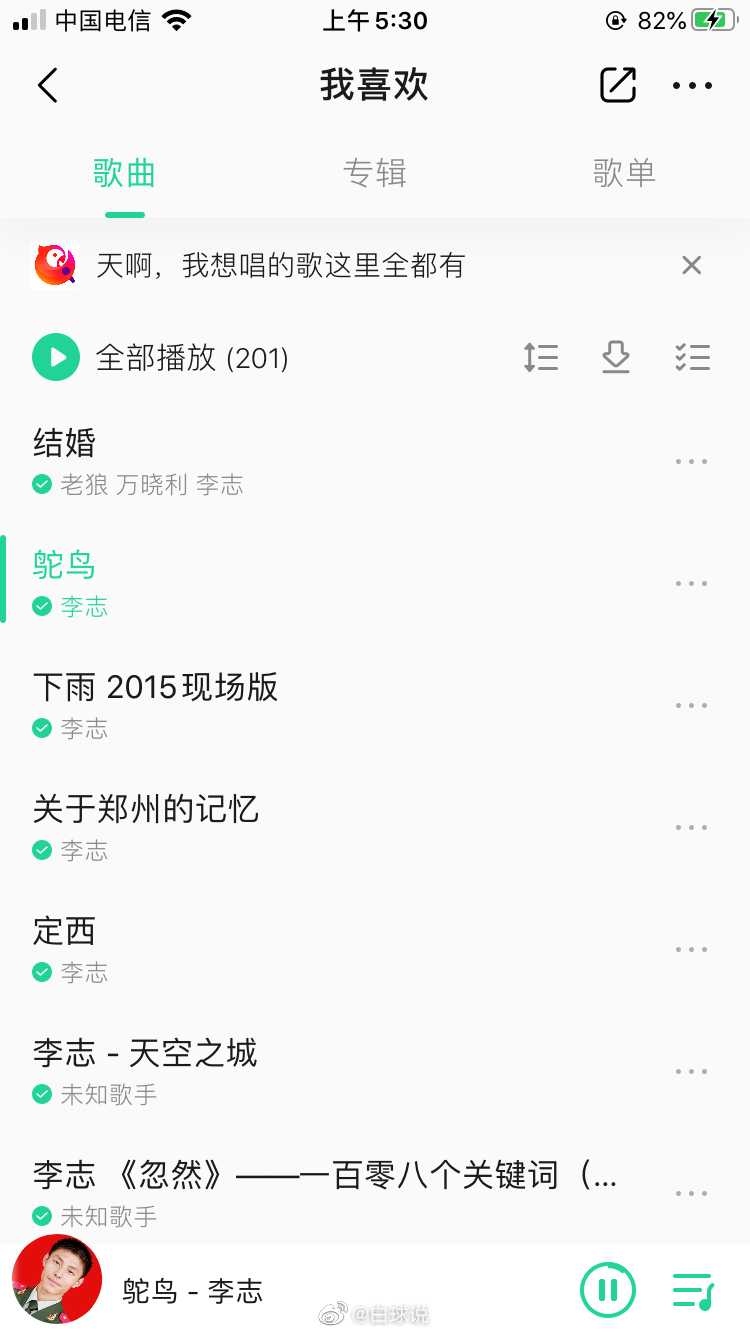 中国电信 上午5:30 82%
我喜欢
歌曲 专辑 歌单
天啊，我想唱的歌这里全都有
全部播放 (201)
结婚
老狼 万晓利 李志
鸵鸟
李志
下雨 2015现场版
李志
关于郑州的记忆
李志
定西
李志
李志 - 天空之城
未知歌手
李志 《忽然》——一百零八个关键词（...
未知歌手
鸵鸟 - 李志
@白球说